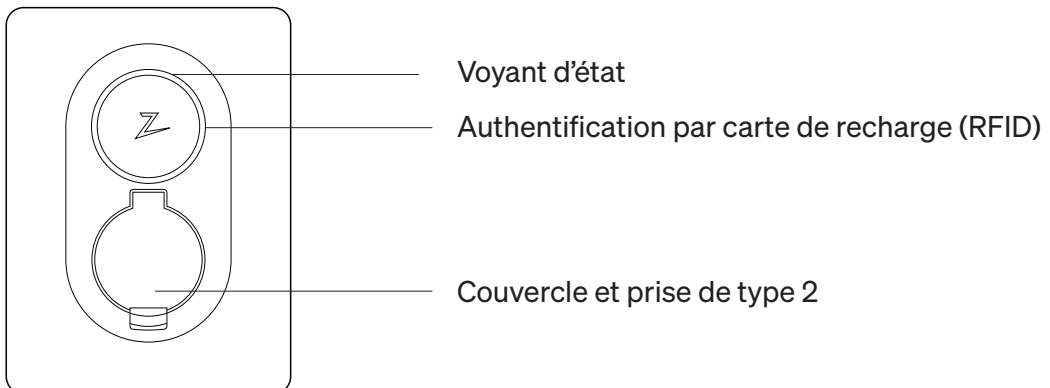 Voyant d’état
Authentification par carte de recharge (RFID)
Couvercle et prise de type 2